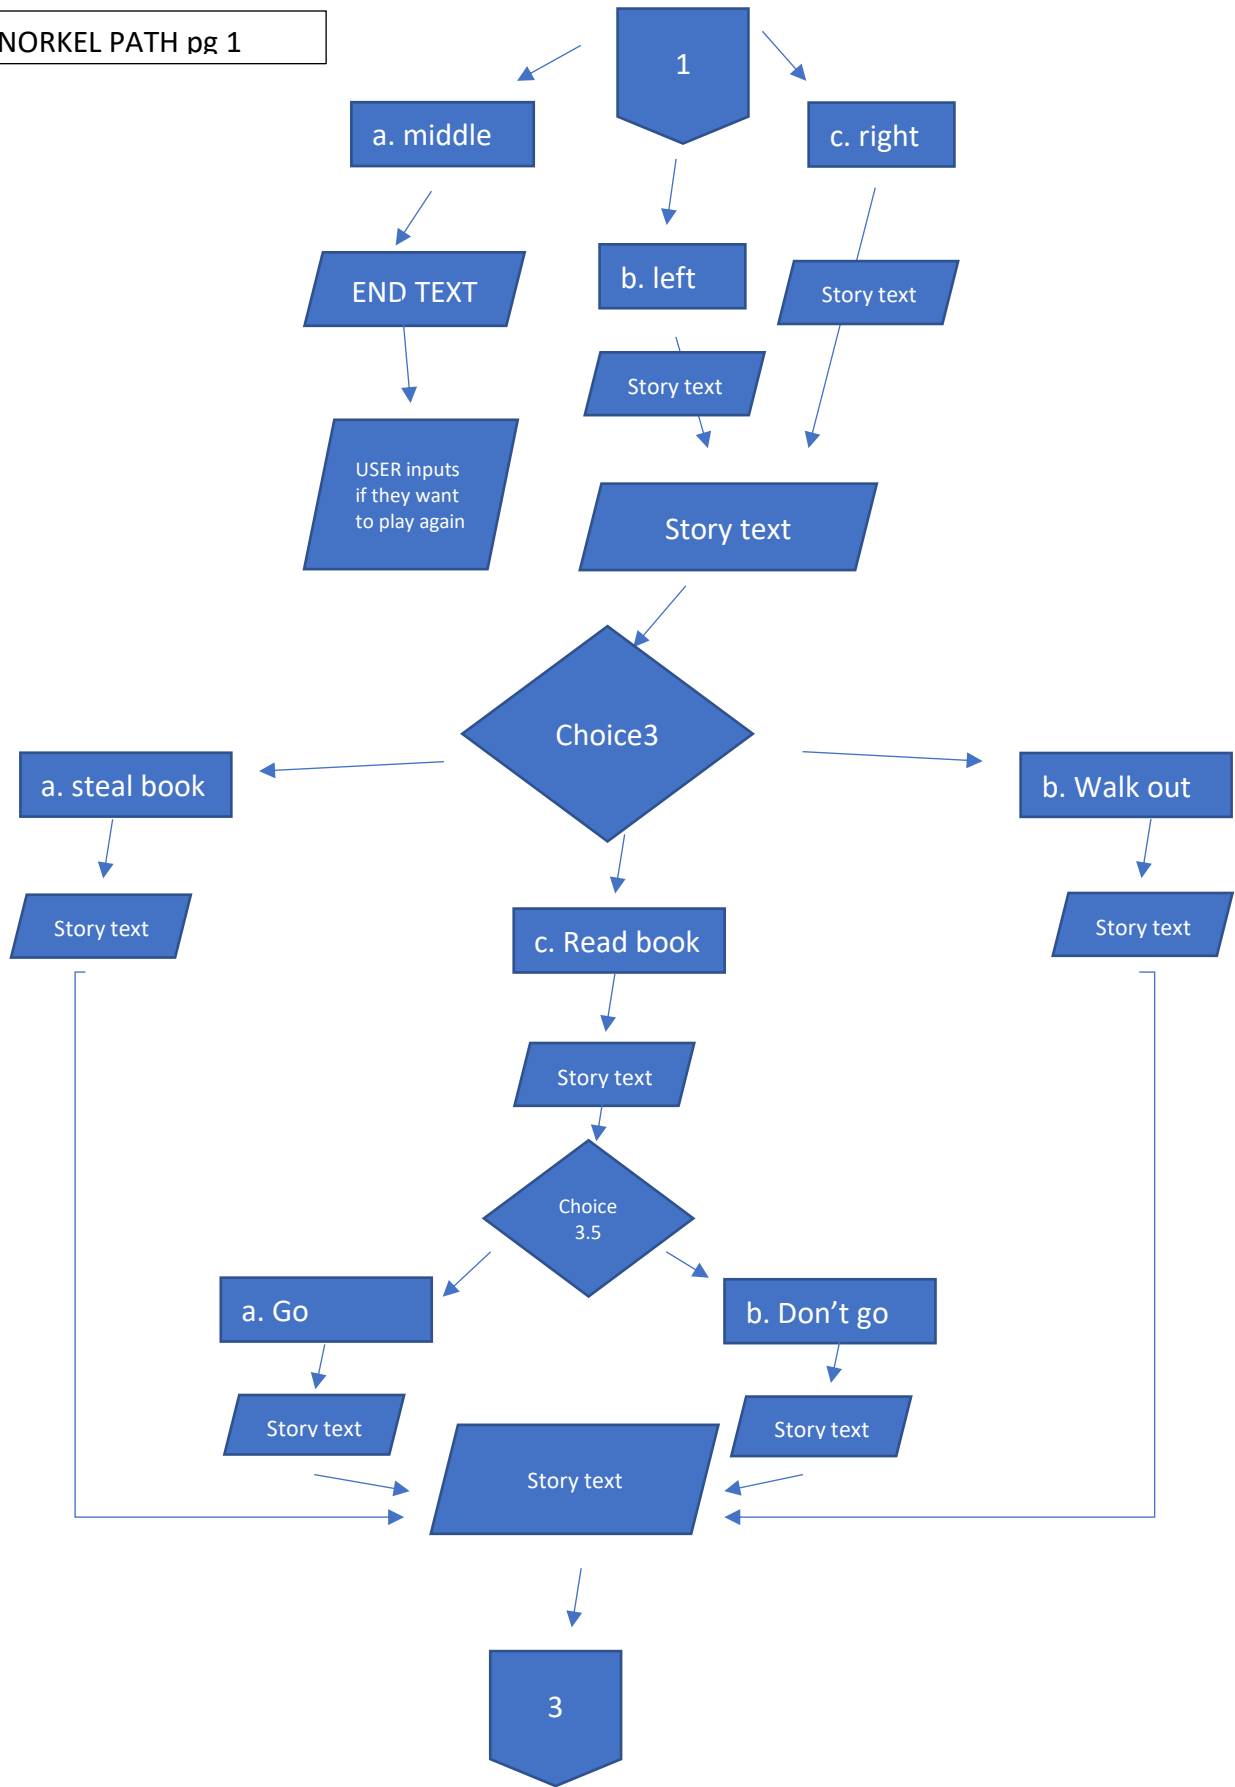 NORKEL PATH pg 1
1
a. middle
c. right
END TEXT
b. left
Story text
Story text
USER inputs
if they want
to play again
Story text
Choice3
a. steal book
b. Walk out
Story text
c. Read book
Story text
Story text
Choice
3.5
a. Go
b. Don’t go
Story text
Story text
Story text
3